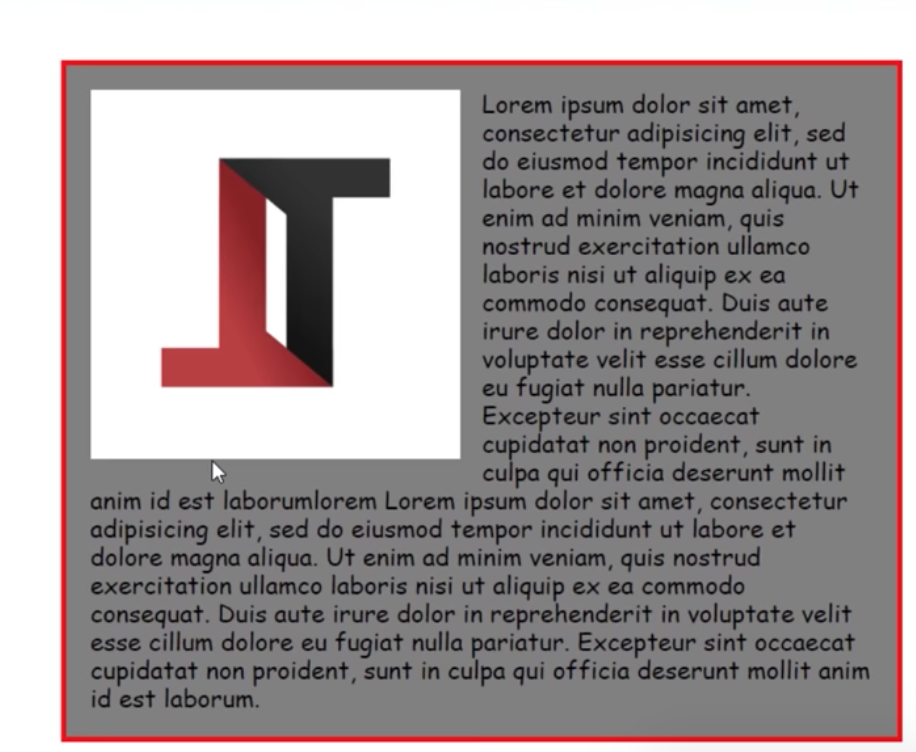 Lorem ipsum dolor sit amet,
consectetur adipisicing elit, sed
do eiusmod tempor incididunt ut
labore et dolore magna aliqua. Ut
enim ad minim veniam, quis
nostrud exercitation ullamco
laboris nisi ut aliquip ex ea
commodo consequat. Duis aute
irure dolor in reprehenderit in
voluptate velit esse cillum dolore
eu fugiat nulla pariatur.
Excepteur sint occaecat
cupidatat non proident, sunt in
culpa qui officia deserunt mollit
anim id est laborumlorem Lorem ipsum dolor sit amet, consectetur
adipisicing elit, sed do eiusmod tempor incididunt ut labore et
dolore magna aliqua. Ut enim ad minim veniam, quis nostrud
exercitation ullamco laboris nisi ut aliquip ex ea commodo
consequat. Duis aute irure dolor in reprehenderit in voluptate velit
esse cillum dolore eu fugiat nulla pariatur. Excepteur sint occaecat
cupidatat non proident, sunt in culpa qui officia deserunt mollit anim
id est laborum.